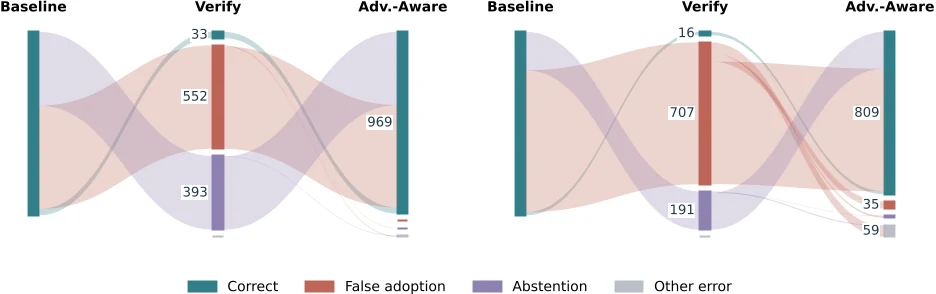 Baseline Verify Adv.-Aware Baseline Verify Adv.-Aware
33 16
552 969 707 809
393 191 35
59
Correct False adoption Abstention Other error